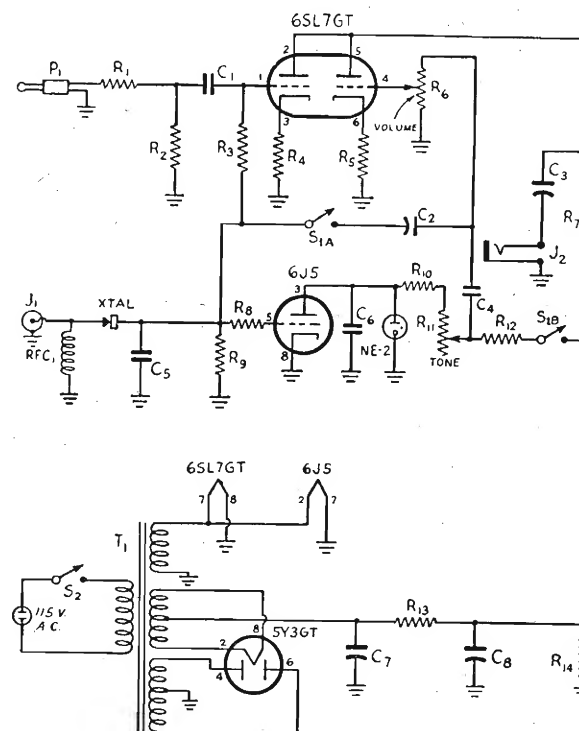 6SL7GT
2 5
P1 R1 C1 1 4 R6
VOLUME
3 6
R2 R3 R4 R5
C3
R7
S1A C2
J2
6J5
J1 XTAL R8 5 3 R10 C4
C6 R11 R12 S1B
NE-2
RFC1 C5 R9 8 TONE
6SL7GT 6J5
7 8 2 7
T1
S2
115 V. A.C.
8 5Y3GT R13
2
4 6
C7 C8 R14